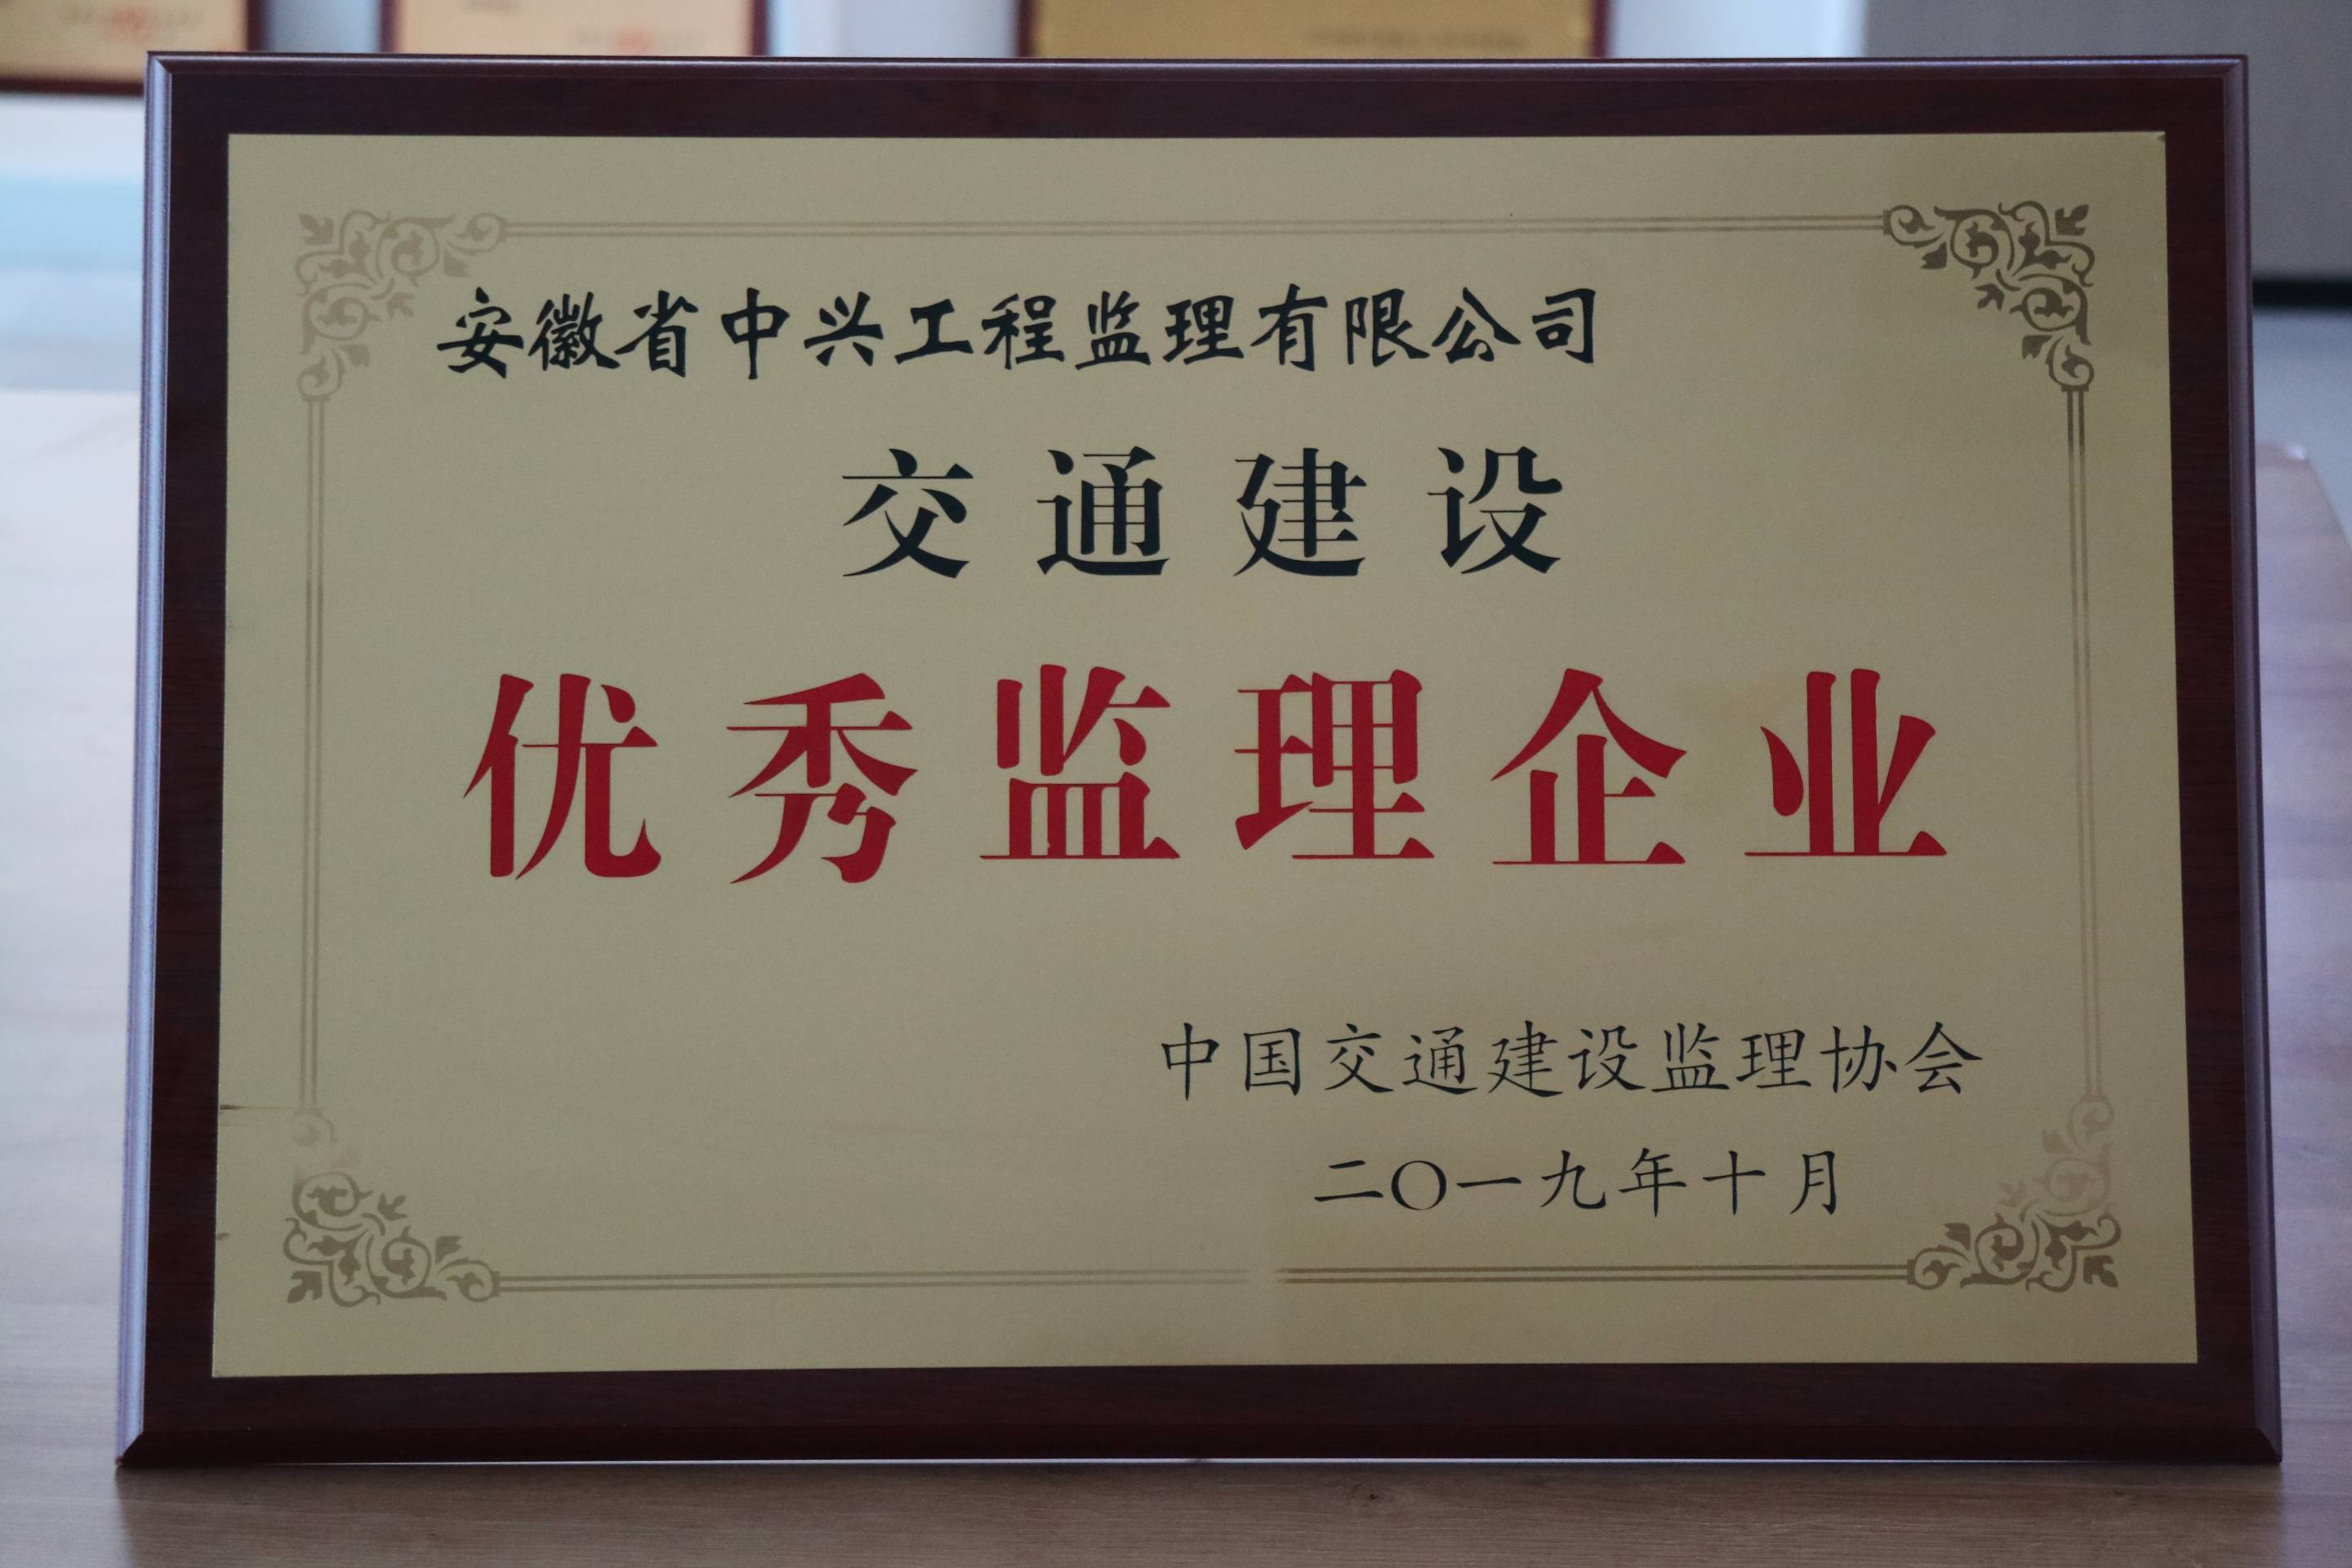 安徽省中兴工程监理有限公司
交通建设
优秀监理企业
中国交通建设监理协会
二〇一九年十月